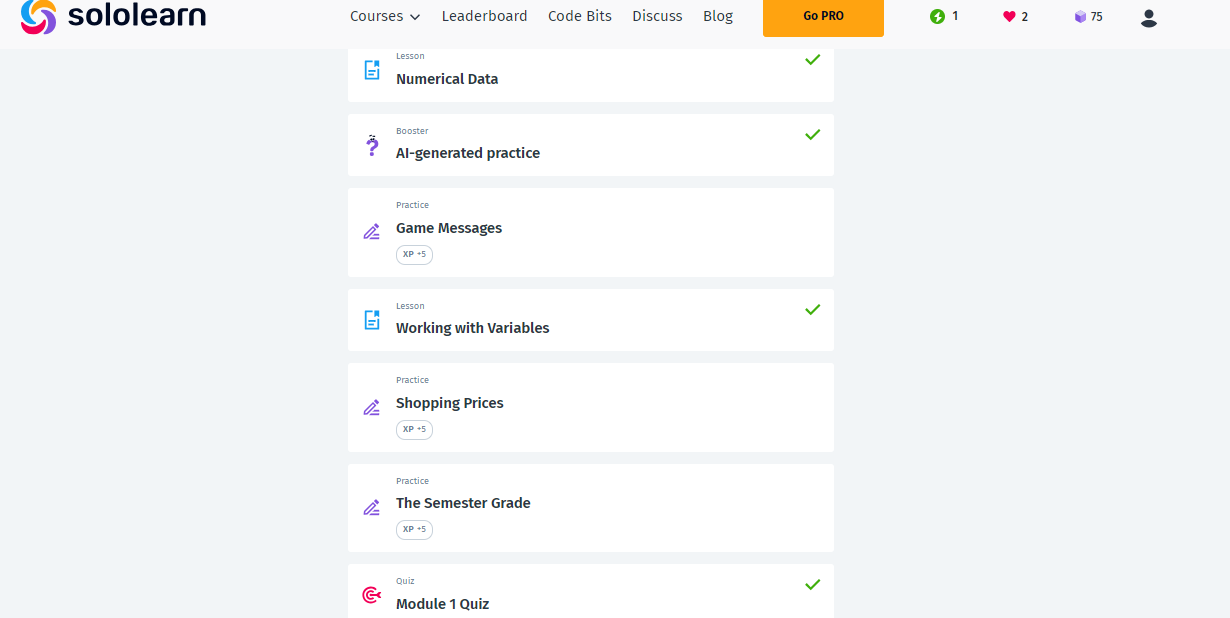 sololearn
Courses Leaderboard Code Bits Discuss Blog Go PRO 1 2 75
Lesson
Numerical Data
Booster
AI-generated practice
Practice
Game Messages
XP +5
Lesson
Working with Variables
Practice
Shopping Prices
XP +5
Practice
The Semester Grade
XP +5
Quiz
Module 1 Quiz